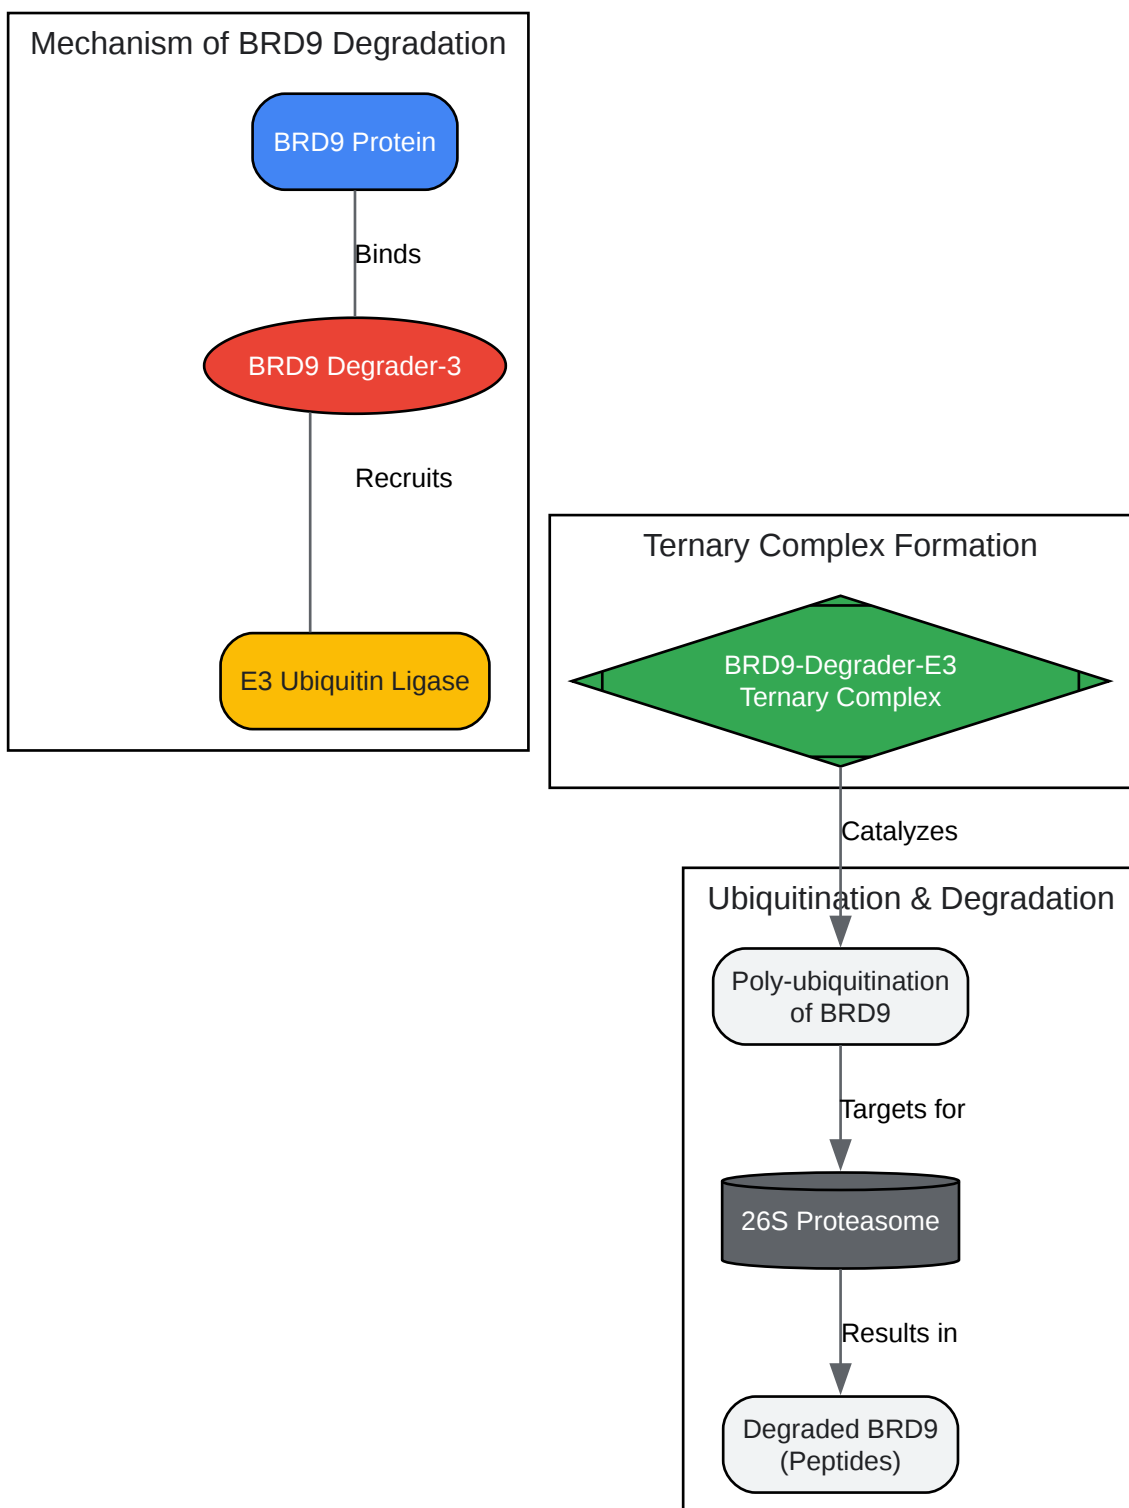 Mechanism of BRD9 Degradation
BRD9 Protein
Binds
BRD9 Degrader-3
Recruits
E3 Ubiquitin Ligase
Ternary Complex Formation
BRD9-Degrader-E3
Ternary Complex
Catalyzes
Ubiquitination & Degradation
Poly-ubiquitination
of BRD9
Targets for
26S Proteasome
Results in
Degraded BRD9
(Peptides)